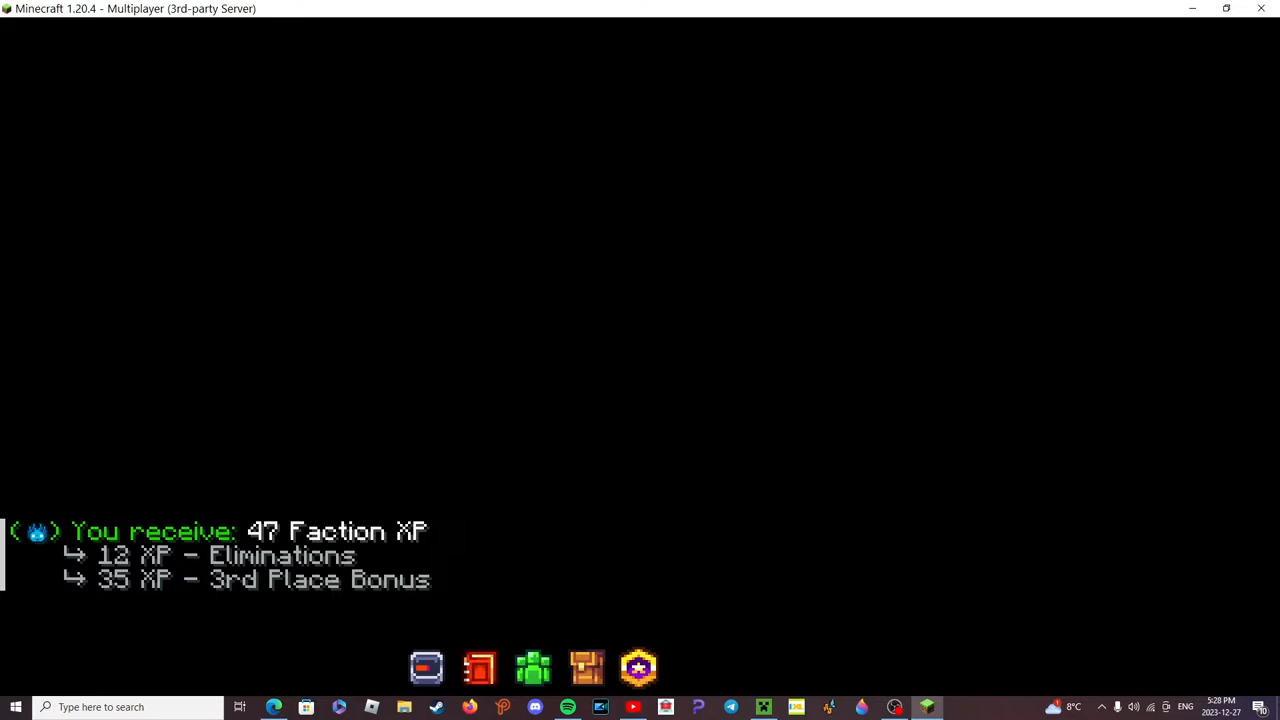 Minecraft 1.20.4 - Multiplayer (3rd-party Server)
() You receive: 47 Faction XP
↳ 12 XP - Eliminations
↳ 35 XP - 3rd Place Bonus
Type here to search
8°C
ENG
5:28 PM
2023-12-27